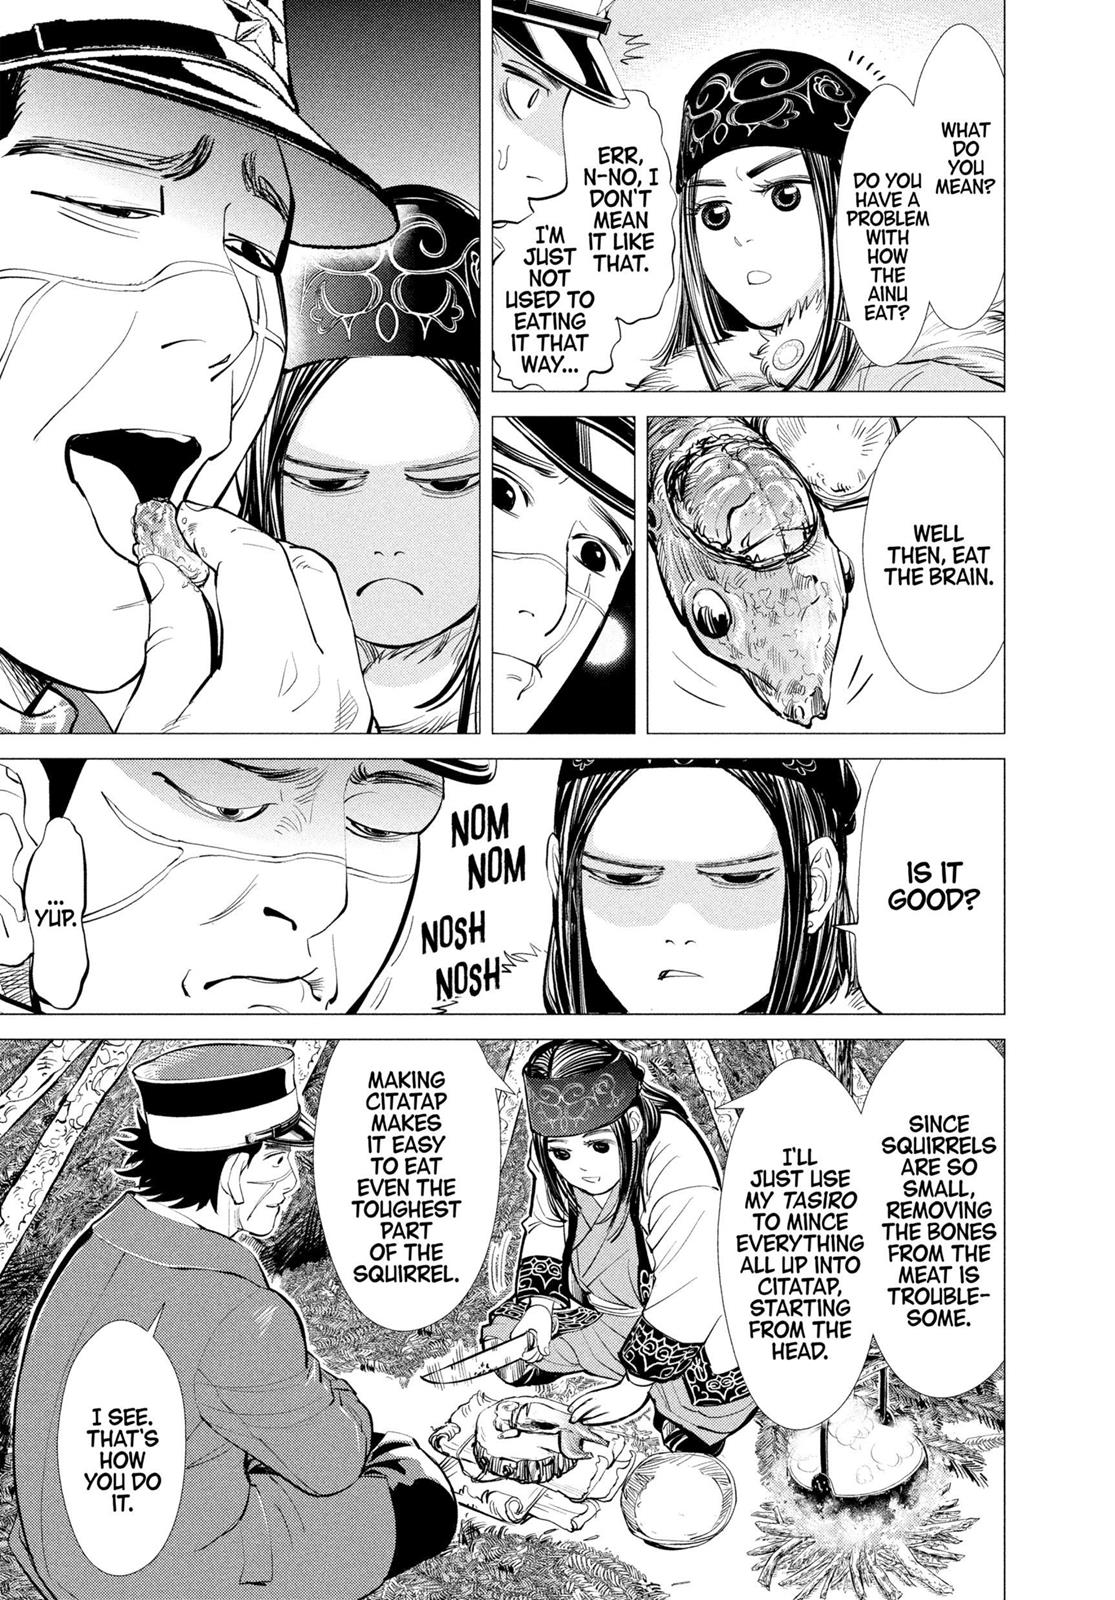 WHAT
DO
YOU
MEAN?
DO YOU
HAVE A
PROBLEM
WITH
HOW
THE
AINU
EAT?
ERR,
N-NO, I
DON'T
MEAN
IT LIKE
THAT.
I'M
JUST
NOT
USED TO
EATING
IT THAT
WAY...
WELL
THEN, EAT
THE BRAIN.
IS IT
GOOD?
NOM
NOM
NOSH
NOSH
...
YUP.
SINCE
SQUIRRELS
ARE SO
SMALL,
REMOVING
THE BONES
FROM THE
MEAT IS
TROUBLE-
SOME.
I'LL
JUST USE
MY TASIRO
TO MINCE
EVERYTHING
ALL UP INTO
CITATAP,
STARTING
FROM THE
HEAD.
MAKING
CITATAP
MAKES
IT EASY
TO EAT
EVEN THE
TOUGHEST
PART
OF THE
SQUIRREL.
I SEE.
THAT'S
HOW
YOU DO
IT.